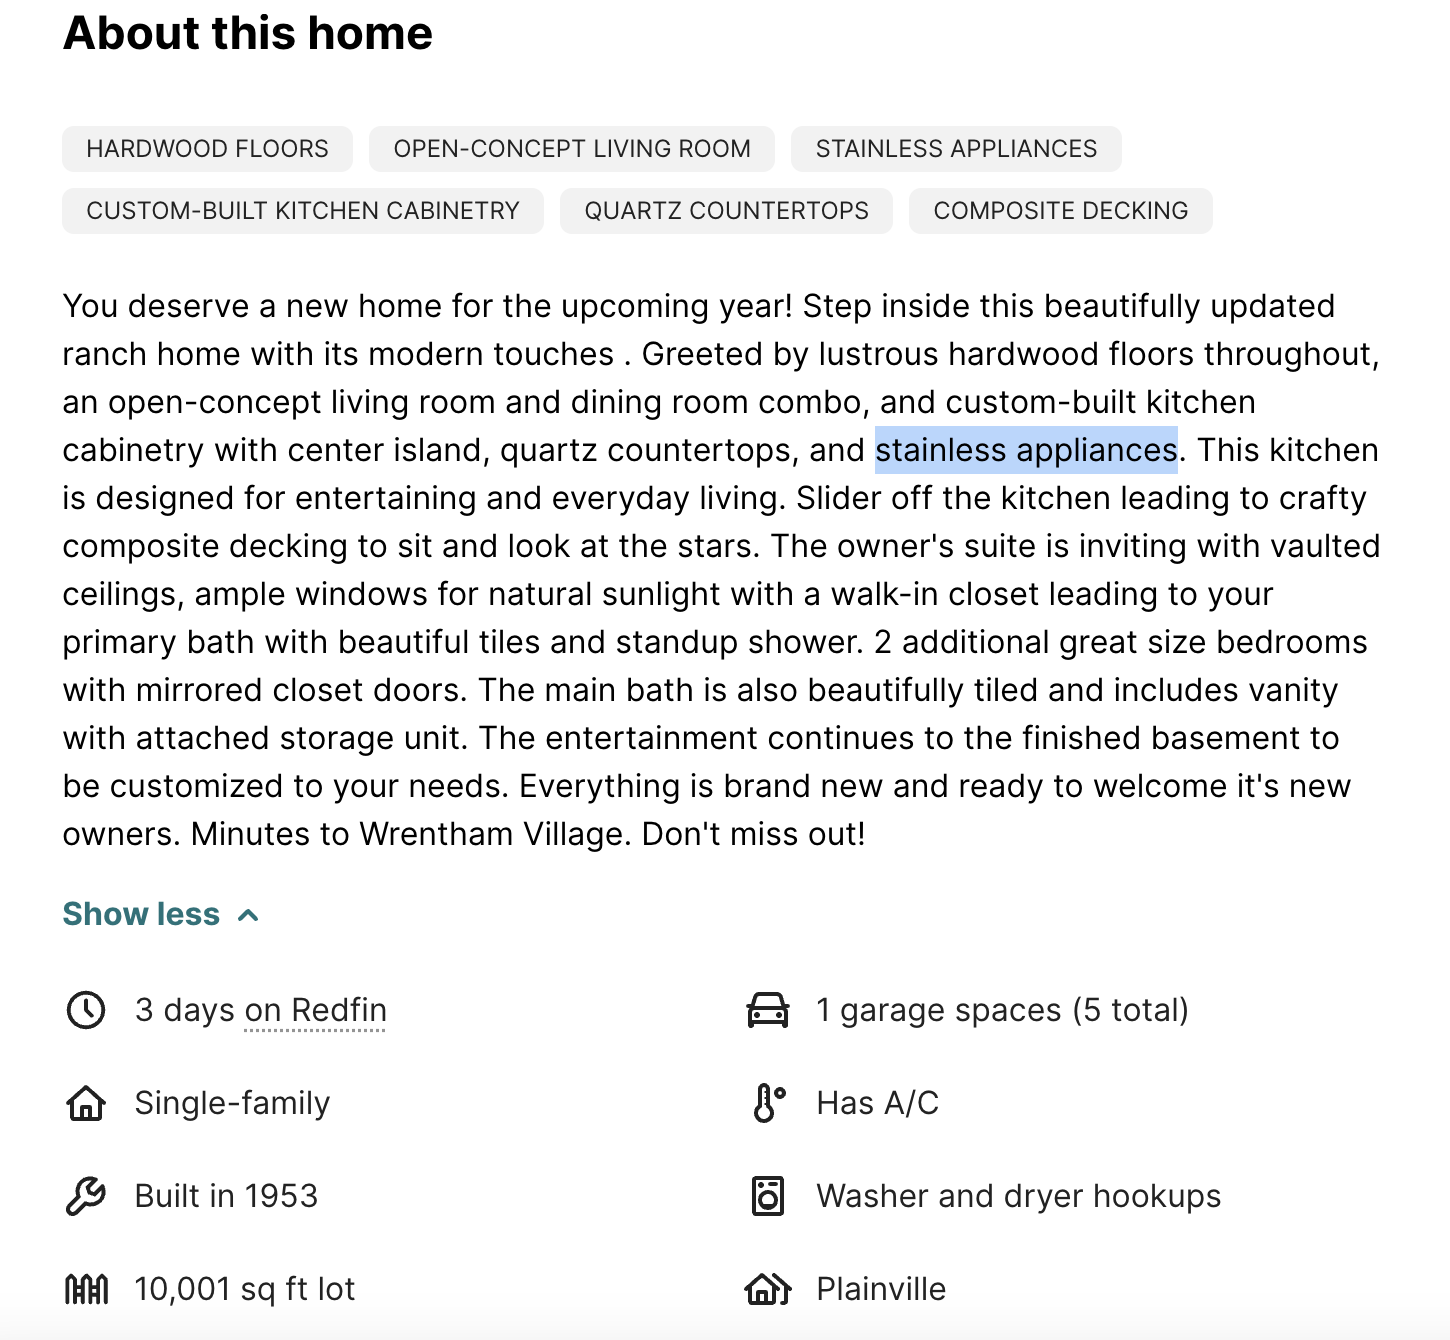 About this home
HARDWOOD FLOORS OPEN-CONCEPT LIVING ROOM STAINLESS APPLIANCES
CUSTOM-BUILT KITCHEN CABINETRY QUARTZ COUNTERTOPS COMPOSITE DECKING
You deserve a new home for the upcoming year! Step inside this beautifully updated
ranch home with its modern touches . Greeted by lustrous hardwood floors throughout,
an open-concept living room and dining room combo, and custom-built kitchen
cabinetry with center island, quartz countertops, and stainless appliances. This kitchen
is designed for entertaining and everyday living. Slider off the kitchen leading to crafty
composite decking to sit and look at the stars. The owner's suite is inviting with vaulted
ceilings, ample windows for natural sunlight with a walk-in closet leading to your
primary bath with beautiful tiles and standup shower. 2 additional great size bedrooms
with mirrored closet doors. The main bath is also beautifully tiled and includes vanity
with attached storage unit. The entertainment continues to the finished basement to
be customized to your needs. Everything is brand new and ready to welcome it's new
owners. Minutes to Wrentham Village. Don't miss out!
Show less
3 days on Redfin 1 garage spaces (5 total)
Single-family Has A/C
Built in 1953 Washer and dryer hookups
10,001 sq ft lot Plainville